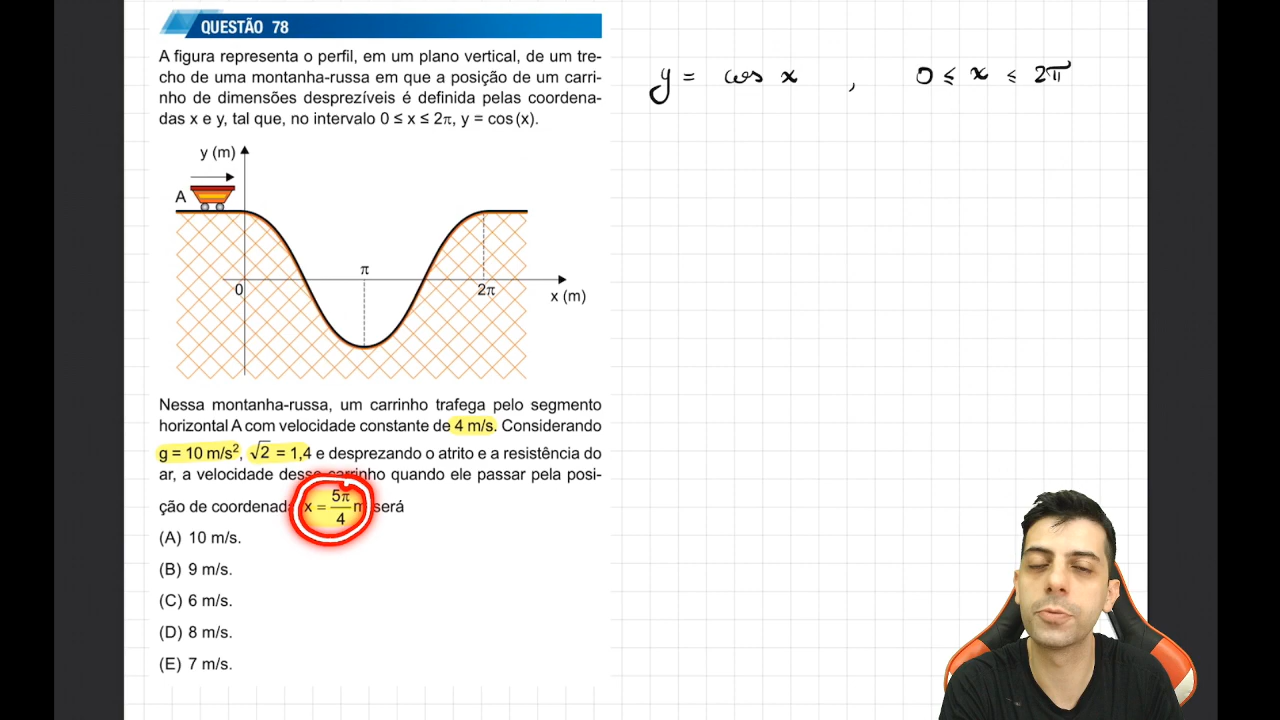 QUESTÃO 78
A figura representa o perfil, em um plano vertical, de um tre-
cho de uma montanha-russa em que a posição de um carri-
nho de dimensões desprezíveis é definida pelas coordena-
das x e y, tal que, no intervalo 0 ≤ x ≤ 2π, y = cos (x).
y = cos x , 0 ≤ x ≤ 2π
y (m)
A
π
0
2π
x (m)
Nessa montanha-russa, um carrinho trafega pelo segmento
horizontal A com velocidade constante de 4 m/s. Considerando
g = 10 m/s², √2 = 1,4 e desprezando o atrito e a resistência do
ar, a velocidade desse carrinho quando ele passar pela posi-
ção de coordenada x = 5π/4 m será
(A) 10 m/s.
(B) 9 m/s.
(C) 6 m/s.
(D) 8 m/s.
(E) 7 m/s.